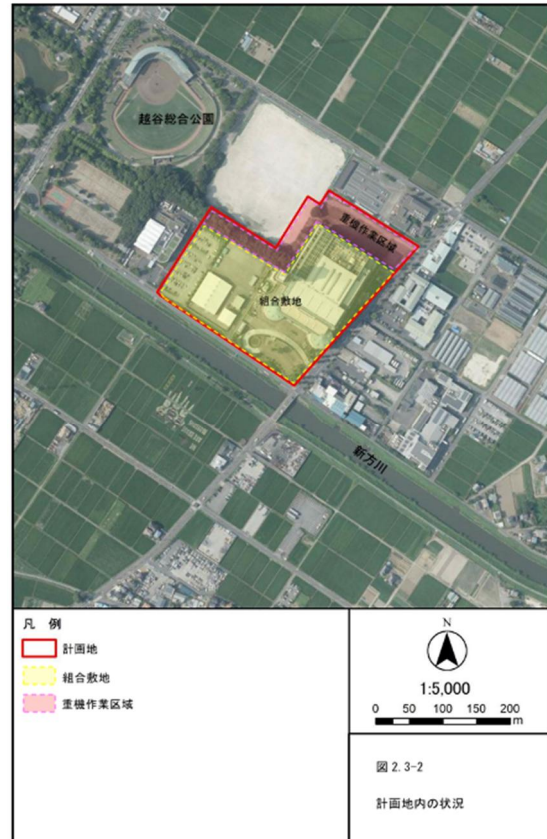 越谷総合公園
重機作業区域
組合敷地
新方川
凡 例
計画地
組合敷地
重機作業区域
N
1:5,000
0 50 100 150 200
m
図 2.3-2
計画地内の状況